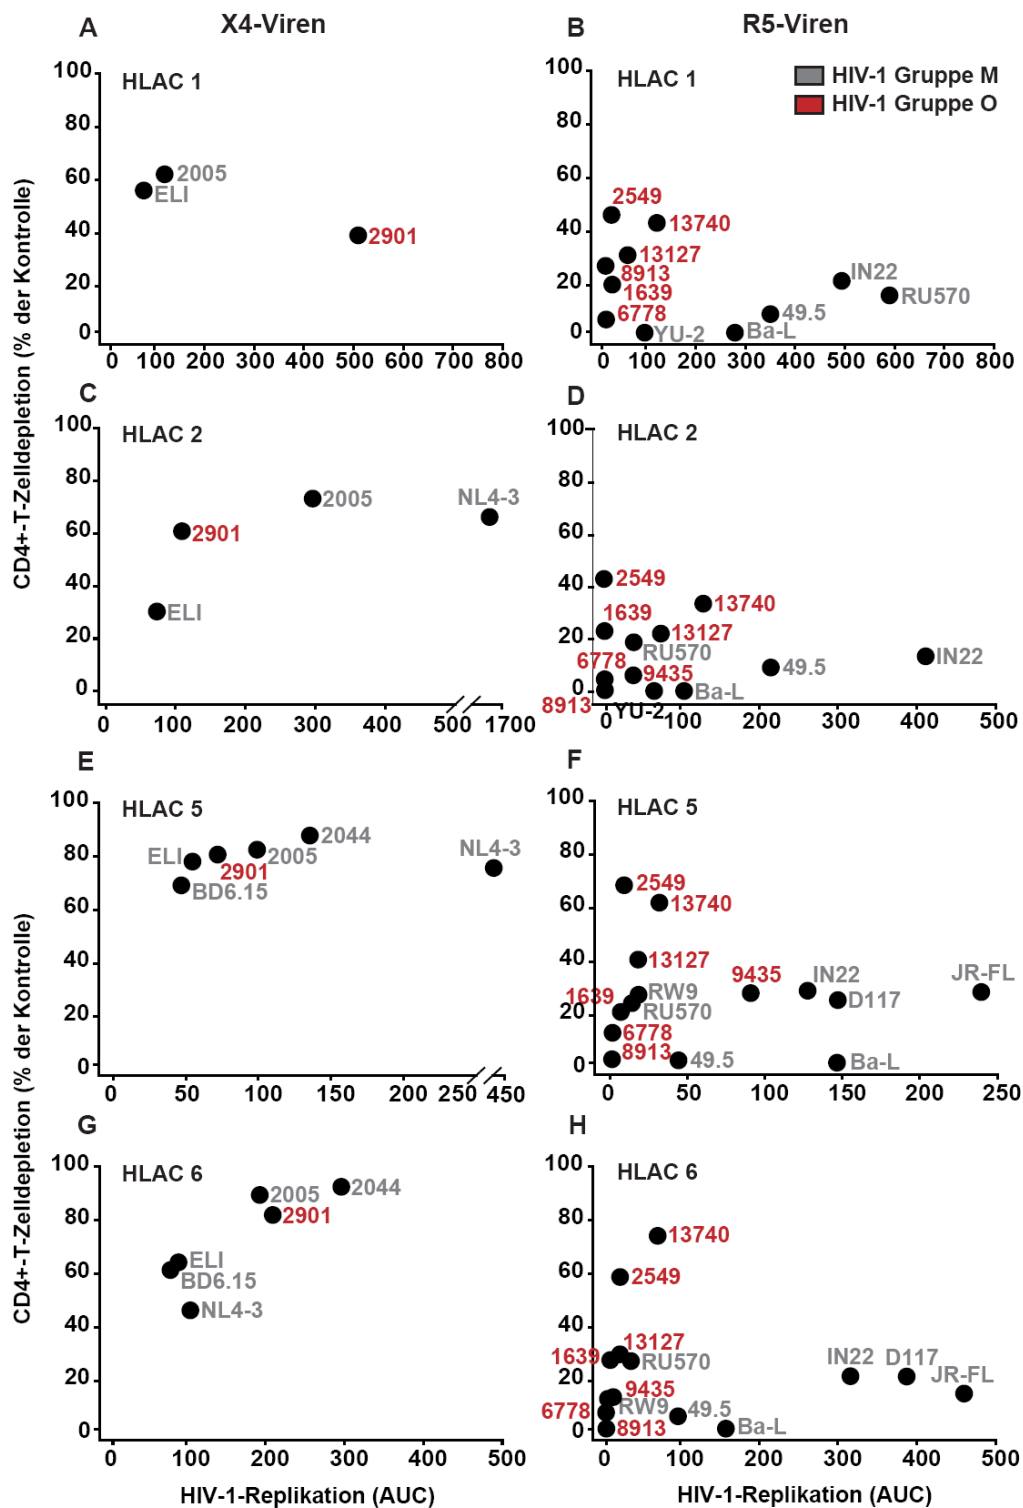 X4-Viren
R5-Viren
A
HLAC 1
100
80
60
40
20
0
2005
ELI
2901
0 100 200 300 400 500 600 700 800
B
HLAC 1
HIV-1 Gruppe M
HIV-1 Gruppe O
100
80
60
40
20
0
2549
13740
13127
8913
1639
6778
YU-2
Ba-L
49.5
IN22
RU570
0 100 200 300 400 500 600 700 800
CD4+-T-Zelldepletion (% der Kontrolle)
C
HLAC 2
100
80
60
40
20
0
NL4-3
2005
2901
ELI
0 100 200 300 400 500 1700
D
HLAC 2
100
80
60
40
20
0
2549
13740
1639
13127
RU570
6778
9435
8913
YU-2
Ba-L
49.5
IN22
0 100 200 300 400 500
E
HLAC 5
100
80
60
40
20
0
2044
ELI
2005
2901
BD6.15
NL4-3
0 50 100 150 200 250 450
F
HLAC 5
100
80
60
40
20
0
2549
13740
13127
9435
IN22
JR-FL
RW9
1639
RU570
D117
6778
8913
49.5
Ba-L
0 50 100 150 200 250
CD4+-T-Zelldepletion (% der Kontrolle)
G
HLAC 6
100
80
60
40
20
0
2005
2044
2901
ELI
BD6.15
NL4-3
0 100 200 300 400 500
HIV-1-Replikation (AUC)
H
HLAC 6
100
80
60
40
20
0
13740
2549
13127
1639
RU570
IN22
D117
JR-FL
9435
RW9
6778
49.5
8913
Ba-L
0 100 200 300 400 500
HIV-1-Replikation (AUC)